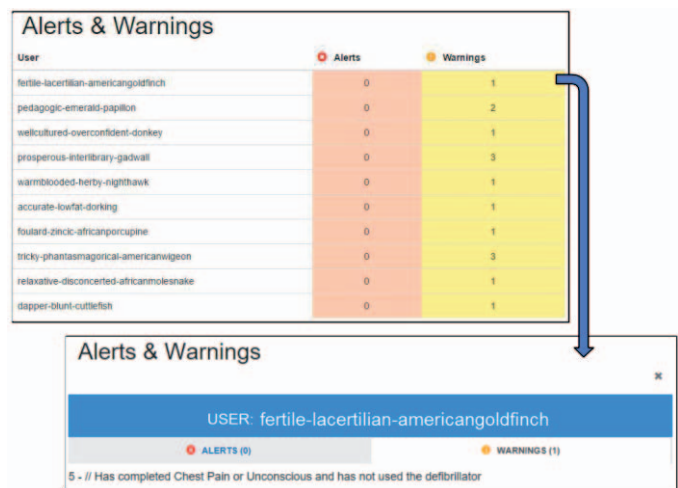 Alerts & Warnings
User Alerts Warnings
fertile-lacertilian-americangoldfinch 0 1
pedagogic-emerald-papillon 0 2
wellcultured-overconfident-donkey 0 1
prosperous-interlibrary-gadwall 0 3
warmblooded-herby-nighthawk 0 1
accurate-lowfat-dorking 0 1
foulard-zincic-africanporcupine 0 1
tricky-phantasmagorical-americanwigeon 0 3
relaxative-disconcerted-africanmolesnake 0 1
dapper-blunt-cuttlefish 0 1
Alerts & Warnings
USER: fertile-lacertilian-americangoldfinch
ALERTS (0) WARNINGS (1)
5 - // Has completed Chest Pain or Unconscious and has not used the defibrillator